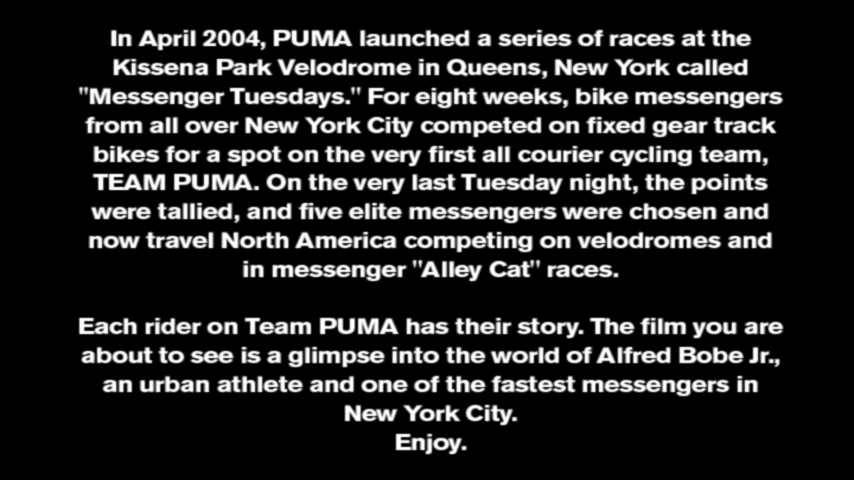 In April 2004, PUMA launched a series of races at the
Kissena Park Velodrome in Queens, New York called
"Messenger Tuesdays." For eight weeks, bike messengers
from all over New York City competed on fixed gear track
bikes for a spot on the very first all courier cycling team,
TEAM PUMA. On the very last Tuesday night, the points
were tallied, and five elite messengers were chosen and
now travel North America competing on velodromes and
in messenger "Alley Cat" races.
Each rider on Team PUMA has their story. The film you are
about to see is a glimpse into the world of Alfred Bobe Jr.,
an urban athlete and one of the fastest messengers in
New York City.
Enjoy.